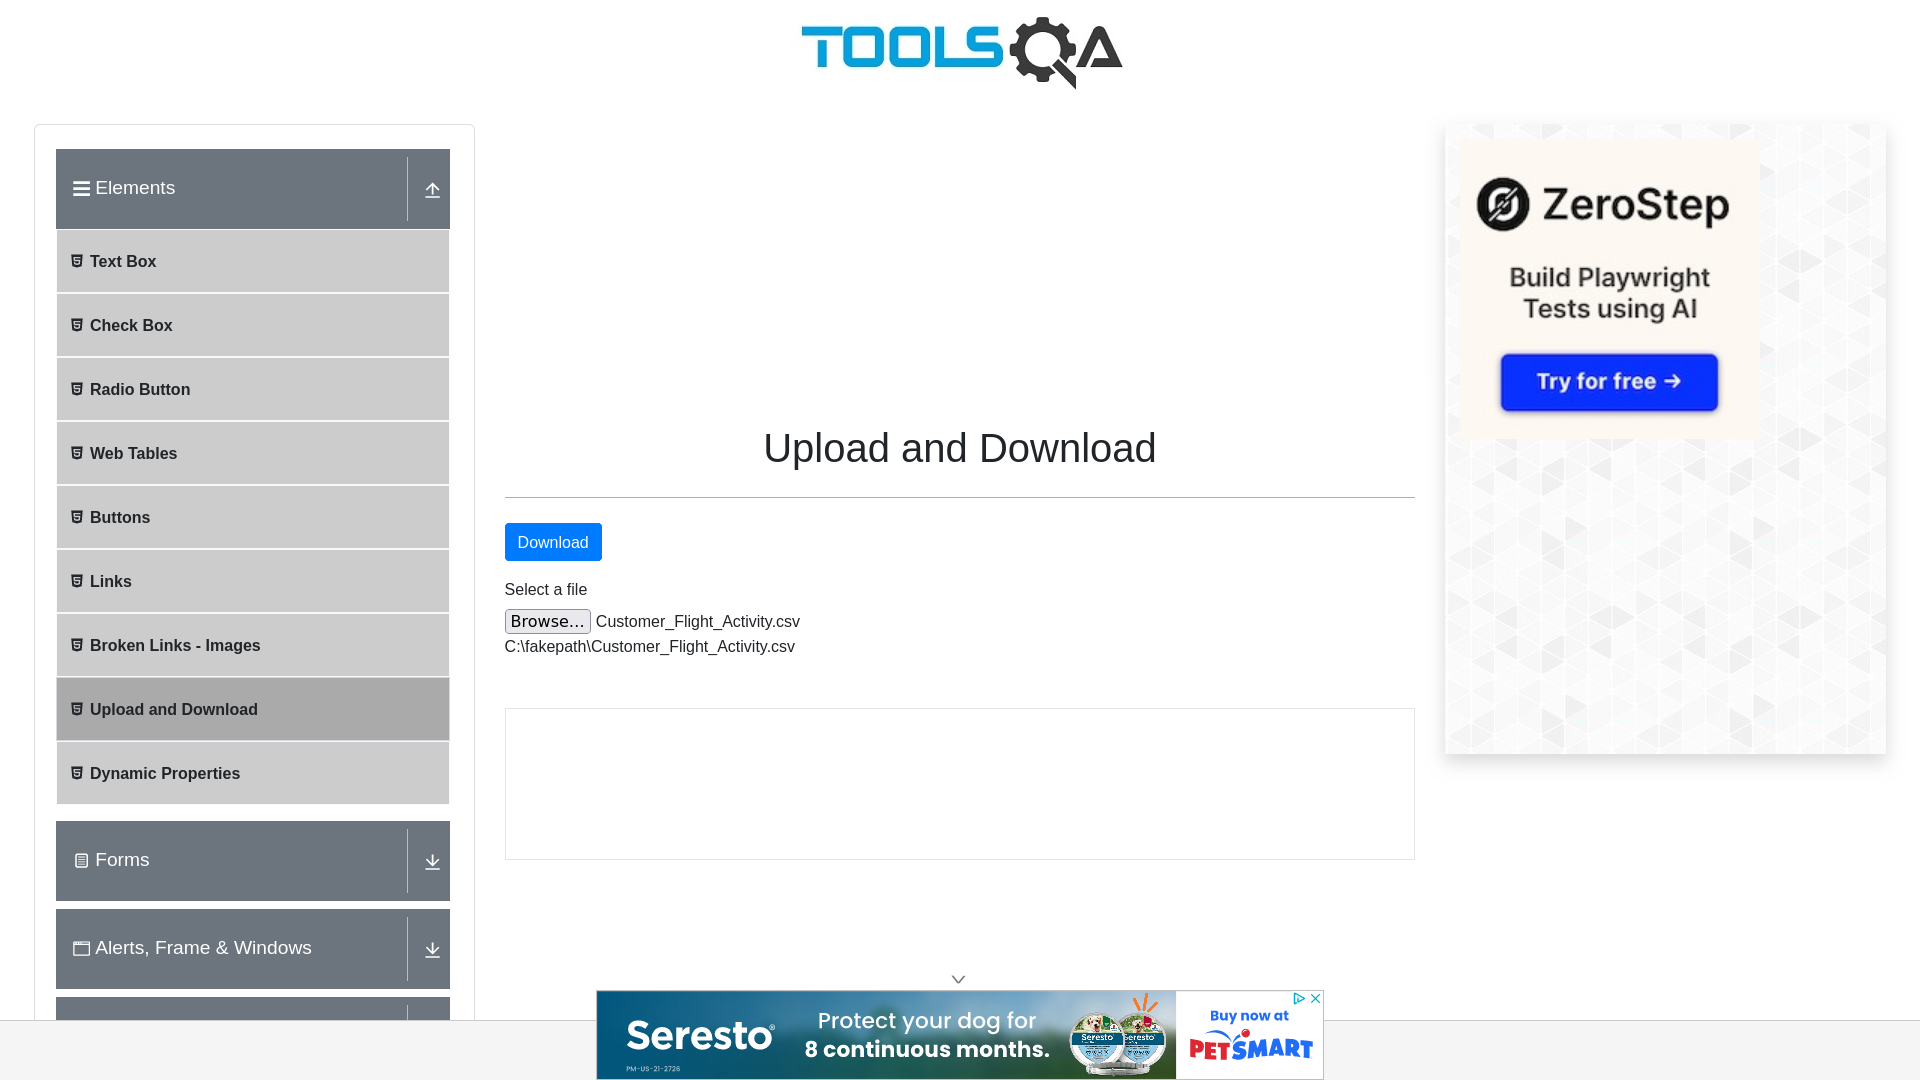 TOOLSQA
Elements
Text Box
Check Box
Radio Button
Web Tables
Buttons
Links
Broken Links - Images
Upload and Download
Dynamic Properties
Forms
Alerts, Frame & Windows
Upload and Download
Download
Select a file
Browse... Customer_Flight_Activity.csv
C:\fakepath\Customer_Flight_Activity.csv
ZeroStep
Build Playwright
Tests using AI
Try for free →
Seresto®
PM-US-21-2726
Protect your dog for
8 continuous months.
Seresto Seresto
Buy now at
PETSMART